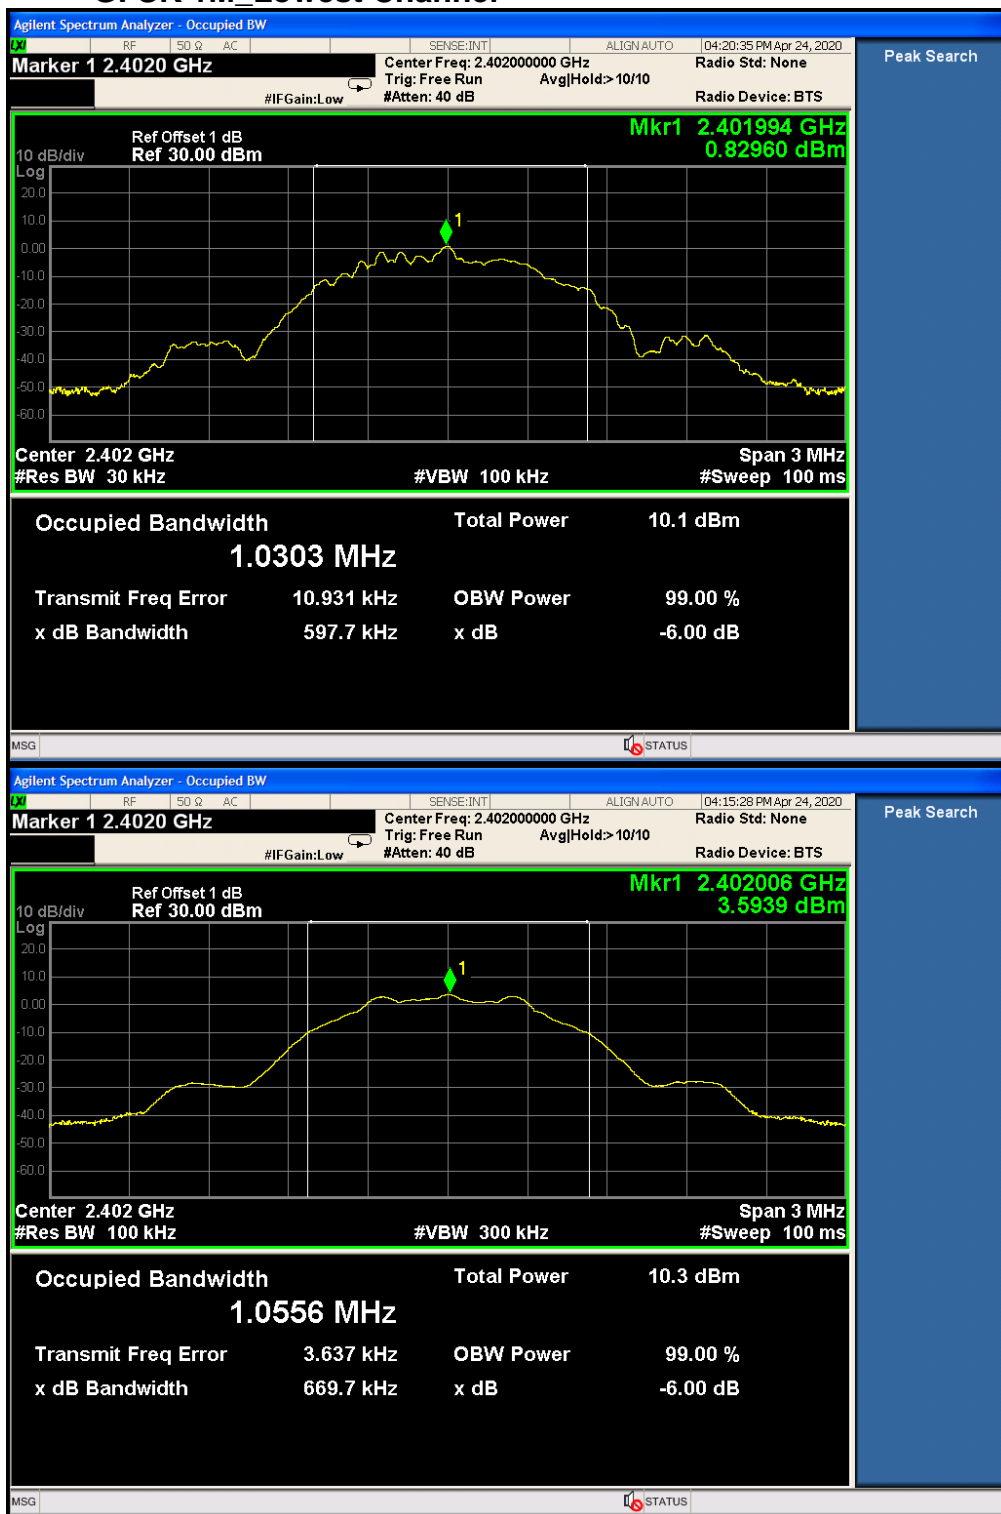 Agilent Spectrum Analyzer - Occupied BW
LXI RF 50 Ω AC SENSE:INT ALIGN AUTO 04:20:35 PM Apr 24, 2020
Marker 1 2.4020 GHz
Center Freq: 2.402000000 GHz
Radio Std: None
Trig: Free Run Avg|Hold:>10/10
#IFGain:Low #Atten: 40 dB Radio Device: BTS
Peak Search
Mkr1 2.401994 GHz
0.82960 dBm
Ref Offset 1 dB
10 dB/div Ref 30.00 dBm
Log
20.0
10.0
1
0.00
-10.0
-20.0
-30.0
-40.0
-50.0
-60.0
Center 2.402 GHz Span 3 MHz
#Res BW 30 kHz #VBW 100 kHz #Sweep 100 ms
Occupied Bandwidth Total Power 10.1 dBm
1.0303 MHz
Transmit Freq Error 10.931 kHz OBW Power 99.00 %
x dB Bandwidth 597.7 kHz x dB -6.00 dB
MSG STATUS
Agilent Spectrum Analyzer - Occupied BW
LXI RF 50 Ω AC SENSE:INT ALIGN AUTO 04:15:28 PM Apr 24, 2020
Marker 1 2.4020 GHz
Center Freq: 2.402000000 GHz
Radio Std: None
Trig: Free Run Avg|Hold:>10/10
#IFGain:Low #Atten: 40 dB Radio Device: BTS
Peak Search
Mkr1 2.402006 GHz
3.5939 dBm
Ref Offset 1 dB
10 dB/div Ref 30.00 dBm
Log
20.0
1
10.0
0.00
-10.0
-20.0
-30.0
-40.0
-50.0
-60.0
Center 2.402 GHz Span 3 MHz
#Res BW 100 kHz #VBW 300 kHz #Sweep 100 ms
Occupied Bandwidth Total Power 10.3 dBm
1.0556 MHz
Transmit Freq Error 3.637 kHz OBW Power 99.00 %
x dB Bandwidth 669.7 kHz x dB -6.00 dB
MSG STATUS